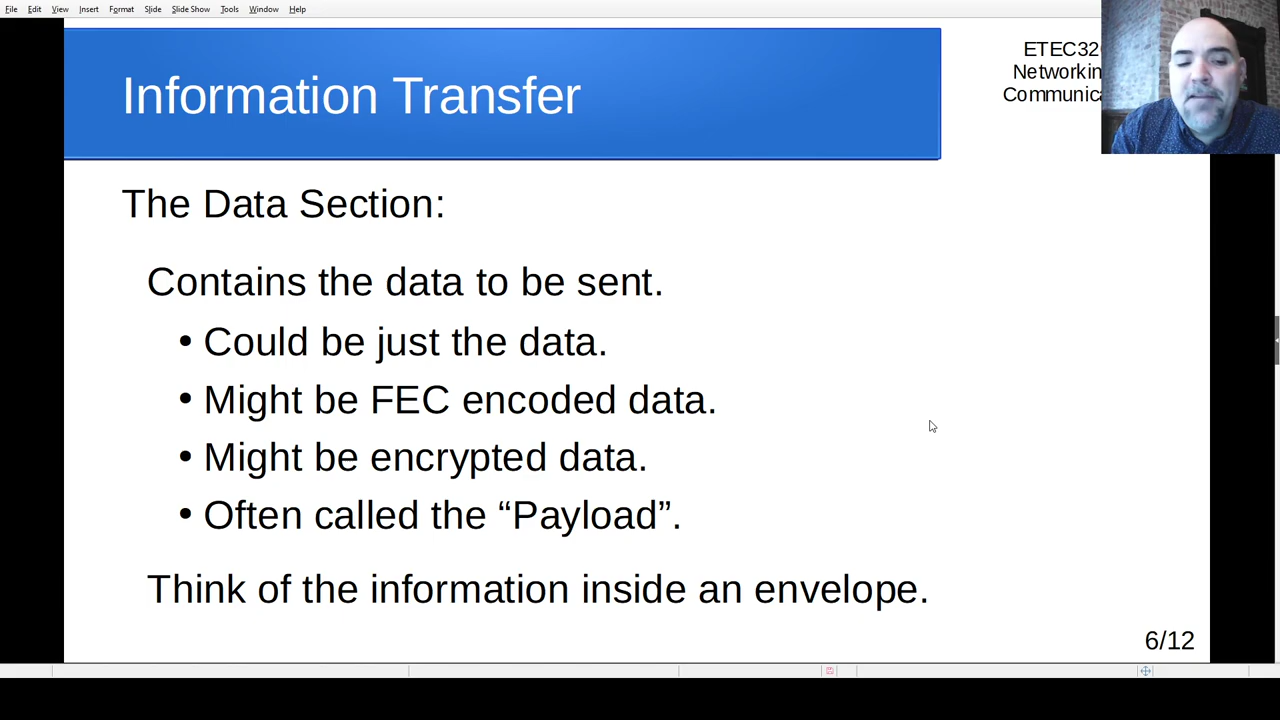 File Edit View Insert Format Slide Slide Show Tools Window Help
Information Transfer
The Data Section:
Contains the data to be sent.
• Could be just the data.
• Might be FEC encoded data.
• Might be encrypted data.
• Often called the “Payload”.
Think of the information inside an envelope.
6/12